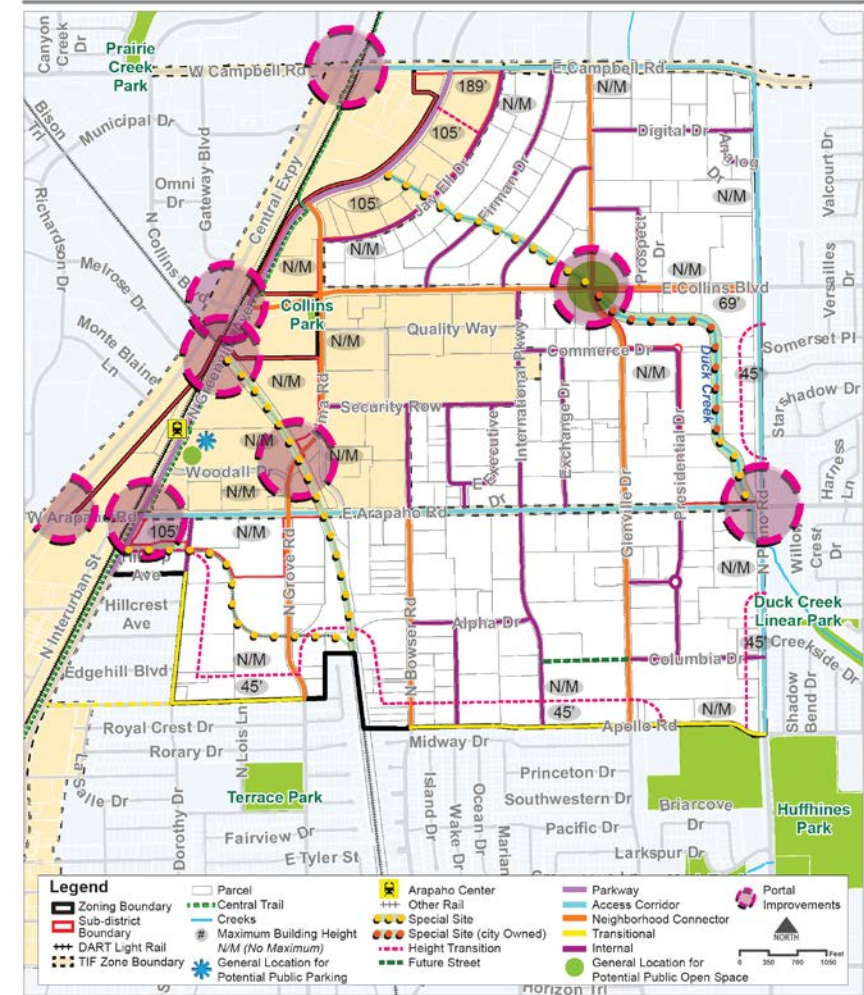 Canyon
Creek
Dr
Prairie
Creek
Park
W Campbell Rd
E Campbell Rd
189'
N/M
N/M
Bison
Trl
Municipal Dr
105'
Digital Dr
Analog
Dr
Gateway Blvd
Central Expy
Omni
Dr
N/M
Valcourt Dr
Richardson Dr
N Collins Blvd
105'
Jay Ell Dr
Firman Dr
N/M
Prospect
Dr
Melrose Dr
N/M
N/M
E Collins Blvd
69'
Versailles
Dr
Collins
Park
Quality Way
N/M
Monte Blaine
Ln
N Greenville Ave
International Pkwy
Commerce Dr
Duck Creek
Somerset Pl
N/M
N/M
45'
Starshadow Dr
Security Row
Exchange Dr
Presidential Dr
N/M
N/M
Woodall Dr
E Executive
Dr
Harness
Ln
N/M
W Arapaho Rd
E Arapaho Rd
105'
N/M
Glenville Dr
N Plano Rd
Willow
Crest
Dr
Hilltop
Ave
N Interurban St
N Grove Rd
N/M
Hillcrest
Ave
N Bowser Rd
Alpha Dr
Duck Creek
Linear Park
45'
Creekside Dr
Edgehill Blvd
N/M
Columbia Dr
45'
N/M
45'
N/M
Shadow
Bend Dr
Royal Crest Dr
Apollo Rd
Rorary Dr
N Lois Ln
Midway Dr
La Salle Dr
Princeton Dr
Terrace Park
Southwestern Dr
Briarcove
Dr
Huffhines
Park
Dorothy Dr
Island Dr
Wake Dr
Ocean Dr
Pacific Dr
Fairview Dr
E Tyler St
Larkspur Dr
Legend
Zoning Boundary
Sub-district
Boundary
DART Light Rail
TIF Zone Boundary
Parcel
Central Trail
Creeks
# Maximum Building Height
N/M (No Maximum)
General Location for
Potential Public Parking
Arapaho Center
Other Rail
Special Site
Special Site (city Owned)
Height Transition
Future Street
Parkway
Access Corridor
Neighborhood Connector
Transitional
Internal
General Location for
Potential Public Open Space
Portal
Improvements
NORTH
0 350 700 1050 Feet
Horizon Trl